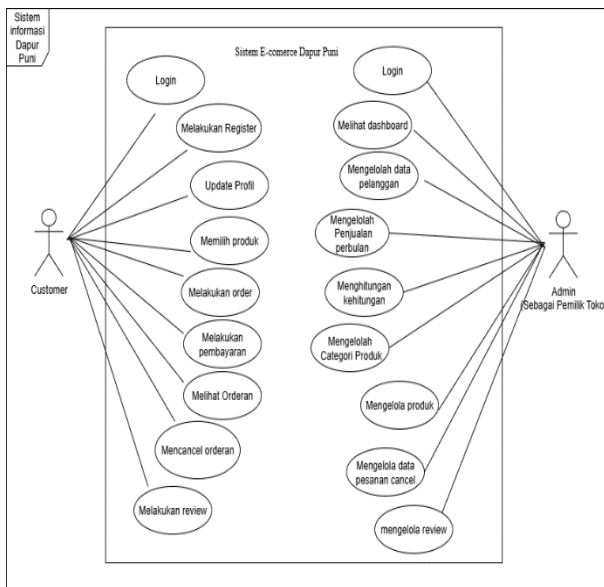 Sistem
informasi
Dapur
Puni
Sistem E-comerce Dapur Puni
Login
Melakukan Register
Update Profil
Memilih produk
Melakukan order
Melakukan
pembayaran
Melihat Orderan
Mencancel orderan
Melakukan review
Customer
Login
Melihat dashboard
Mengelolah data
pelanggan
Mengelolah
Penjualan
perbulan
Menghitungan
kehitungan
Mengelolah
Categori Produk
Mengelola produk
Mengelola data
pesanan cancel
mengelola review
Admin
(Sebagai Pemilik Toko